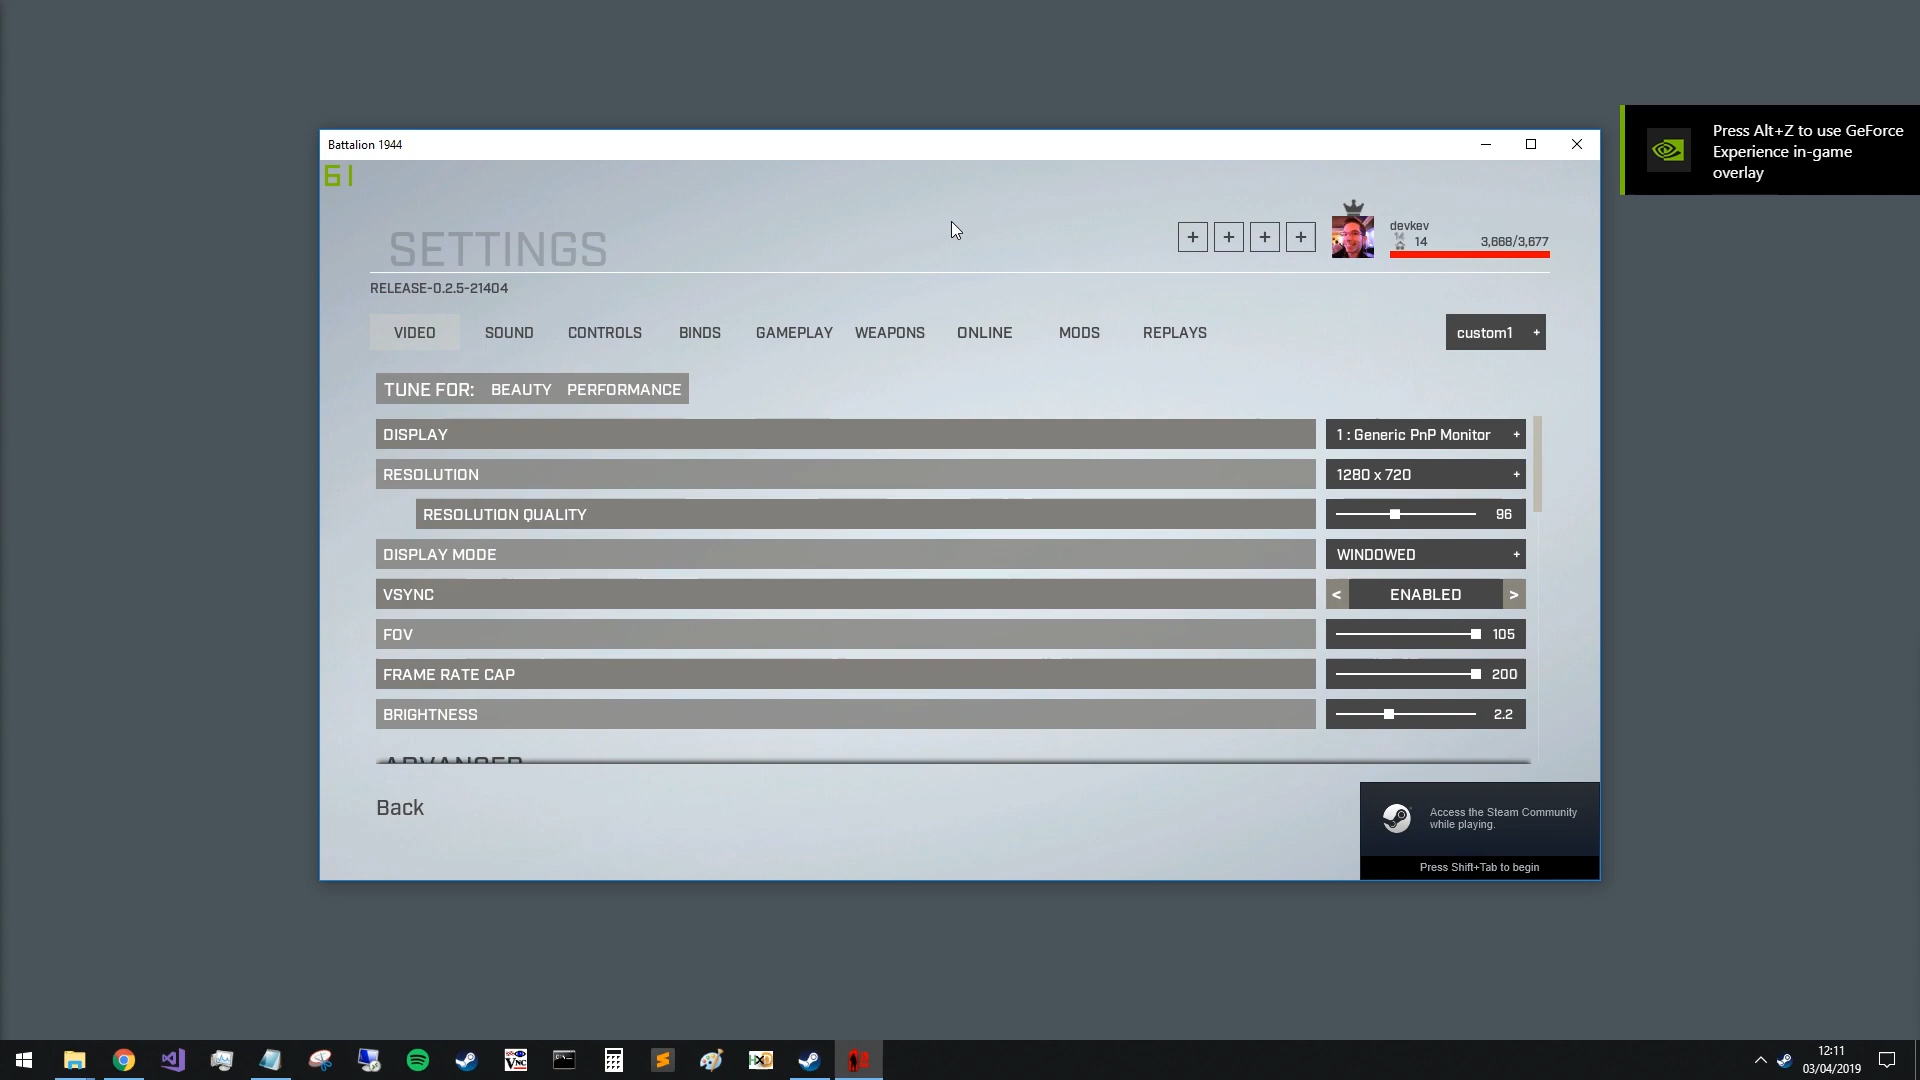 Battalion 1944
61
Press Alt+Z to use GeForce
Experience in-game
overlay
SETTINGS
+ + + +
devkev
14 3,668/3,677
RELEASE-0.2.5-21404
VIDEO SOUND CONTROLS BINDS GAMEPLAY WEAPONS ONLINE MODS REPLAYS custom1 +
TUNE FOR: BEAUTY PERFORMANCE
DISPLAY 1 : Generic PnP Monitor +
RESOLUTION 1280 x 720 +
RESOLUTION QUALITY 96
DISPLAY MODE WINDOWED +
VSYNC < ENABLED >
FOV 105
FRAME RATE CAP 200
BRIGHTNESS 2.2
ADVANCED
Back
Access the Steam Community
while playing.
Press Shift+Tab to begin
12:11
03/04/2019